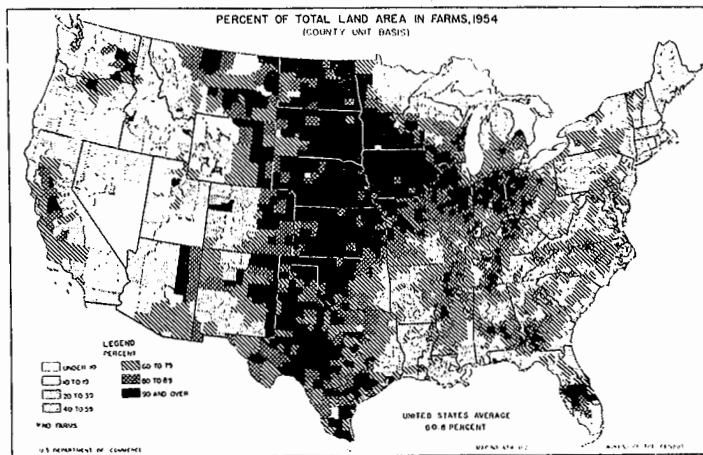 PERCENT OF TOTAL LAND AREA IN FARMS, 1954
(COUNTY UNIT BASIS)
LEGEND
PERCENT
UNDER 10
10 TO 19
20 TO 39
40 TO 59
60 TO 79
80 TO 89
90 AND OVER
NO FARMS
UNITED STATES AVERAGE
60.8 PERCENT
U.S. DEPARTMENT OF COMMERCE
BUREAU OF THE CENSUS